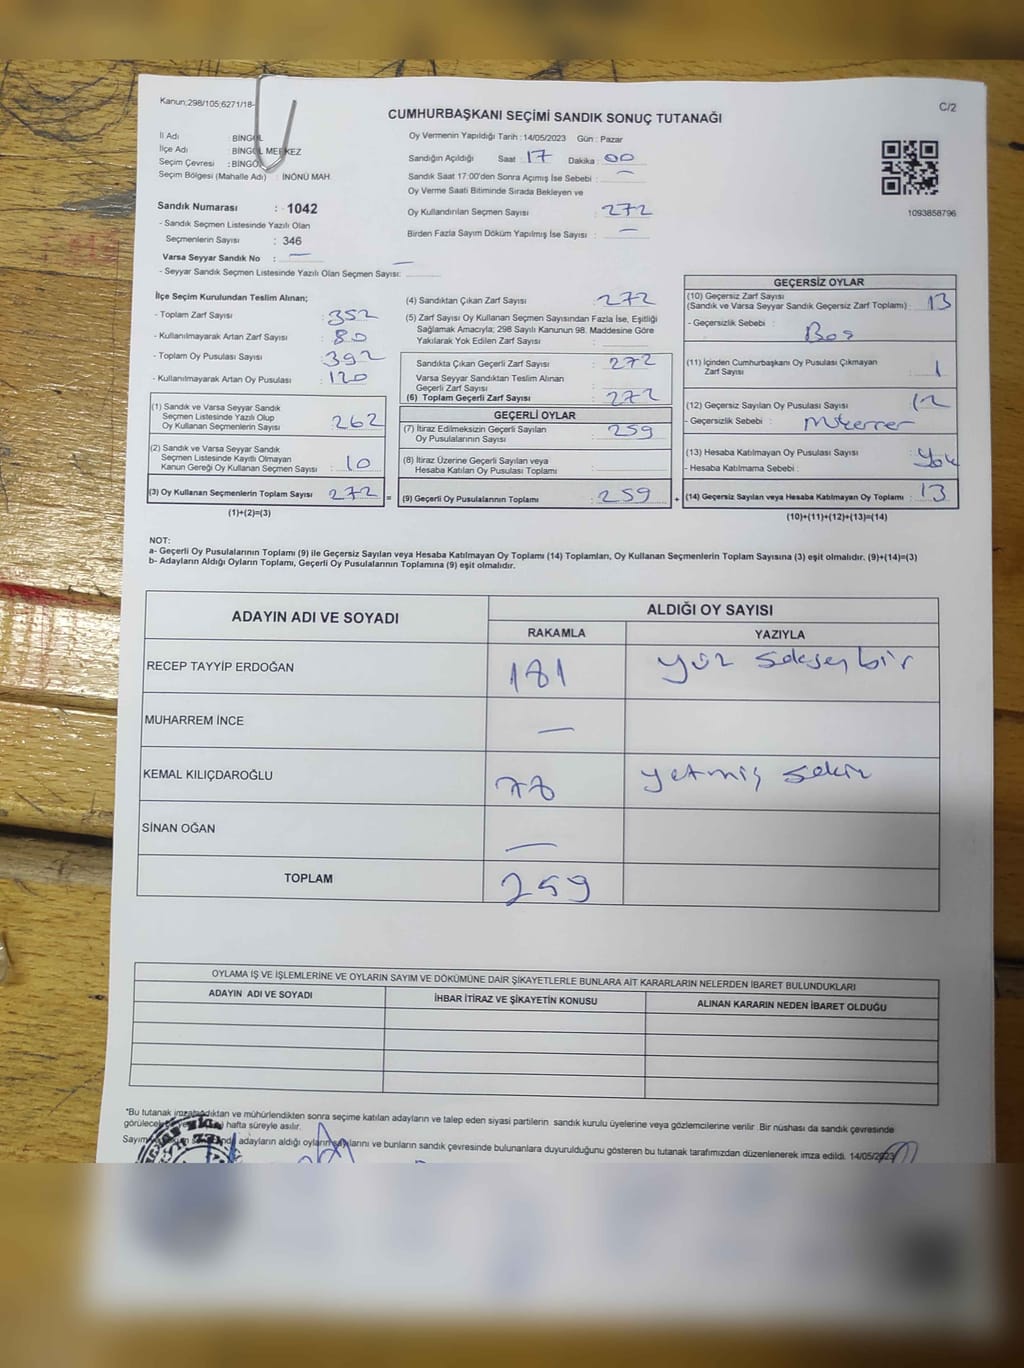 Kanun;298/105;6271/18-
C/2
CUMHURBAŞKANI SEÇİMİ SANDIK SONUÇ TUTANAĞI
İl Adı : BİNGÖL
İlçe Adı : BİNGÖL MERKEZ
Seçim Çevresi : BİNGÖL
Seçim Bölgesi (Mahalle Adı) : İNÖNÜ MAH.
Sandık Numarası : 1042
- Sandık Seçmen Listesinde Yazılı Olan
Seçmenlerin Sayısı : 346
Varsa Seyyar Sandık No : —
- Seyyar Sandık Seçmen Listesinde Yazılı Olan Seçmen Sayısı: —
Oy Vermenin Yapıldığı Tarih : 14/05/2023 Gün : Pazar
Sandığın Açıldığı Saat : 17 Dakika : 00
Sandık Saat 17:00'den Sonra Açımış İse Sebebi : —
Oy Verme Saati Bitiminde Sırada Bekleyen ve
Oy Kullandırılan Seçmen Sayısı : 272
Birden Fazla Sayım Döküm Yapılmış İse Sayısı : —
1093858796
İlçe Seçim Kurulundan Teslim Alınan;
- Toplam Zarf Sayısı : 352
- Kullanılmayarak Artan Zarf Sayısı : 80
- Toplam Oy Pusulası Sayısı : 392
- Kullanılmayarak Artan Oy Pusulası : 120
(1) Sandık ve Varsa Seyyar Sandık
Seçmen Listesinde Yazılı Olup
Oy Kullanan Seçmenlerin Sayısı : 262
(2) Sandık ve Varsa Seyyar Sandık
Seçmen Listesinde Kayıtlı Olmayan
Kanun Gereği Oy Kullanan Seçmen Sayısı : 10
(3) Oy Kullanan Seçmenlerin Toplam Sayısı : 272 =
(1)+(2)=(3)
(4) Sandıktan Çıkan Zarf Sayısı : 272
(5) Zarf Sayısı Oy Kullanan Seçmen Sayısından Fazla İse, Eşitliği
Sağlamak Amacıyla; 298 Sayılı Kanunun 98. Maddesine Göre
Yakılarak Yok Edilen Zarf Sayısı :
Sandıkta Çıkan Geçerli Zarf Sayısı : 272
Varsa Seyyar Sandıktan Teslim Alınan
Geçerli Zarf Sayısı :
(6) Toplam Geçerli Zarf Sayısı : 272
GEÇERLİ OYLAR
(7) İtiraz Edilmeksizin Geçerli Sayılan
Oy Pusulalarının Sayısı : 259
(8) İtiraz Üzerine Geçerli Sayılan veya
Hesaba Katılan Oy Pusulası Toplamı :
(9) Geçerli Oy Pusulalarının Toplamı : 259 +
GEÇERSİZ OYLAR
(10) Geçersiz Zarf Sayısı
(Sandık ve Varsa Seyyar Sandık Geçersiz Zarf Toplamı) : 13
- Geçersizlik Sebebi : Boş
(11) İçinden Cumhurbaşkanı Oy Pusulası Çıkmayan
Zarf Sayısı : 1
(12) Geçersiz Sayılan Oy Pusulası Sayısı : 12
- Geçersizlik Sebebi : Mükerrer
(13) Hesaba Katılmayan Oy Pusulası Sayısı : Yok
- Hesaba Katılmama Sebebi :
(14) Geçersiz Sayılan veya Hesaba Katılmayan Oy Toplamı : 13
(10)+(11)+(12)+(13)=(14)
NOT:
a- Geçerli Oy Pusulalarının Toplamı (9) ile Geçersiz Sayılan veya Hesaba Katılmayan Oy Toplamı (14) Toplamları, Oy Kullanan Seçmenlerin Toplam Sayısına (3) eşit olmalıdır. (9)+(14)=(3)
b- Adayların Aldığı Oyların Toplamı, Geçerli Oy Pusulalarının Toplamına (9) eşit olmalıdır.
ADAYIN ADI VE SOYADI
ALDIĞI OY SAYISI
RAKAMLA YAZIYLA
RECEP TAYYİP ERDOĞAN 181 yüz seksen bir
MUHARREM İNCE —
KEMAL KILIÇDAROĞLU 78 yetmiş sekiz
SİNAN OĞAN —
TOPLAM 259
OYLAMA İŞ VE İŞLEMLERİNE VE OYLARIN SAYIM VE DÖKÜMÜNE DAİR ŞİKAYETLERLE BUNLARA AİT KARARLARIN NELERDEN İBARET BULUNDUKLARI
ADAYIN ADI VE SOYADI İHBAR İTİRAZ VE ŞİKAYETİN KONUSU ALINAN KARARIN NEDEN İBARET OLDUĞU
*Bu tutanak imzalandıktan ve mühürlendikten sonra seçime katılan adayların ve talep eden siyasi partilerin sandık kurulu üyelerine veya gözlemcilerine verilir. Bir nüshası da sandık çevresinde
görülecek hafta süreyle asılır.
adayların aldığı oyların sayılarını ve bunların sandık çevresinde bulunanlara duyurulduğunu gösteren bu tutanak tarafımızdan düzenlenerek imza edildi. 14/05/2023